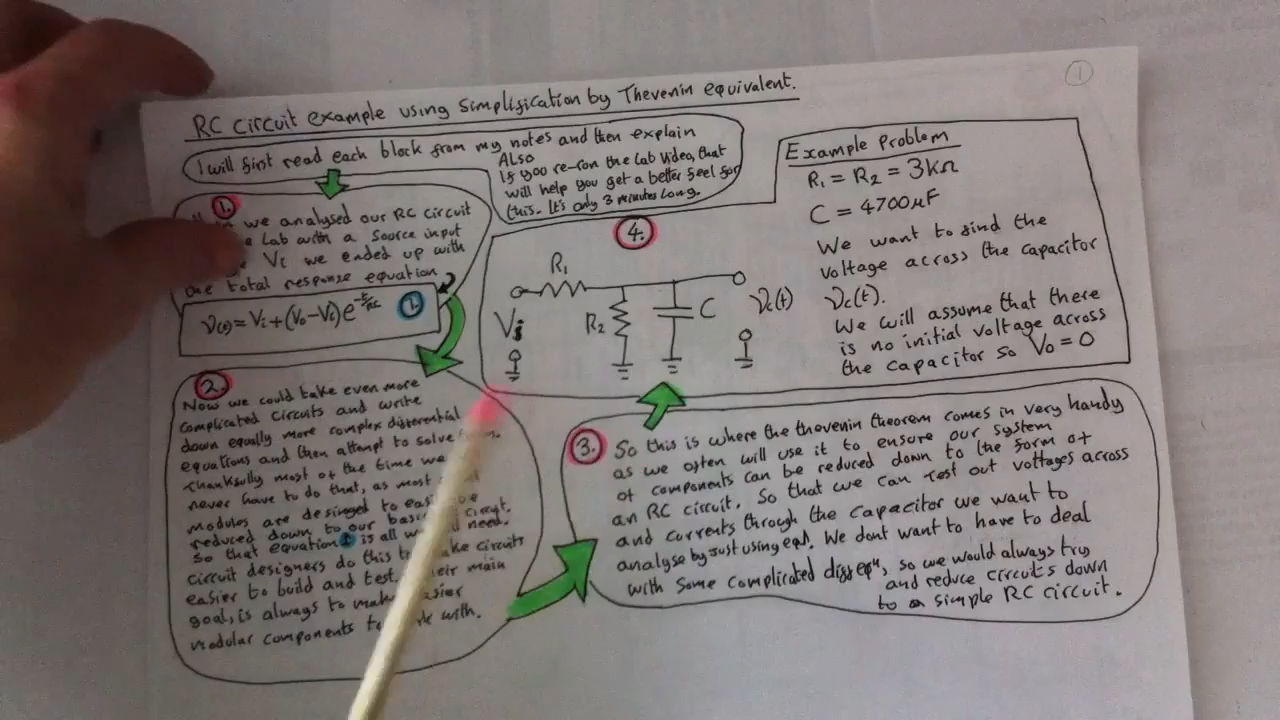 1
RC Circuit example using simplification by Thevenin equivalent.
I will first read each block from my notes and then explain
Also
If you re-ran the Lab Video, that
will help you get a better feel for
this. It's only 3 minutes long.
1.
we analysed our RC circuit
Lab with a source input
Vi we ended up with
our total response equation
V(t) = Vi + (V0 - Vi) e^-t/RC 1.
2.
Now we could take even more
complicated circuits and write
down equally more complex differential
equations and then attempt to solve
thankfully most of the time we
never have to do that, as most
modules are designed to
reduced down to our basic circuit.
So that equation 1 is all need.
circuit designers do this to make circuits
easier to build and test, their main
goal, is always to make easier
modular components to with.
3.
So this is where the thevenin theorem comes in very handy
as we often will use it to ensure our system
of components can be reduced down to the form of
an RC circuit. So that we can test out voltages across
and currents through the capacitor we want to
analyse by just using eq1. We dont want to have to deal
with some complicated diff eqn, so we would always try
and reduce circuits down
to a simple RC circuit.
4.
R1
Vi
R2
C
Vc(t)
Example Problem
R1 = R2 = 3kΩ
C = 4700µF
We want to find the
voltage across the capacitor
Vc(t).
We will assume that there
is no initial voltage across
the capacitor so V0 = 0